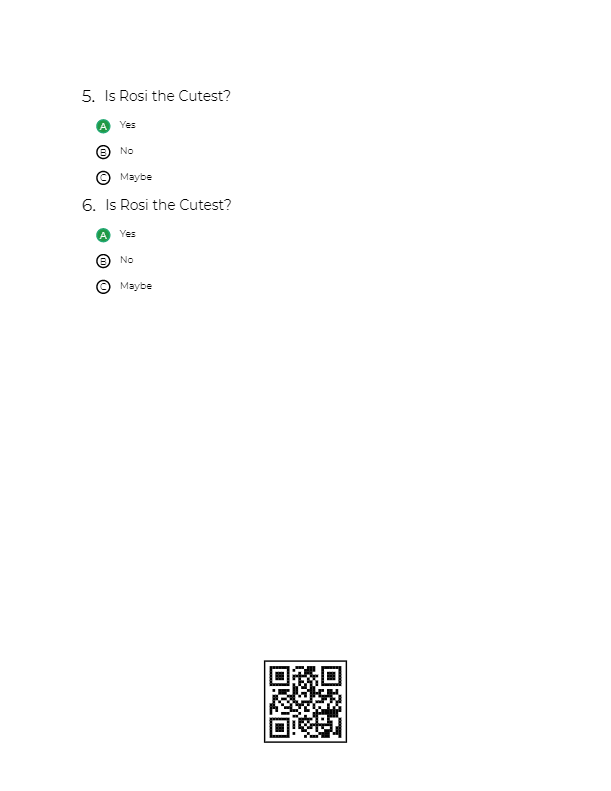 5. Is Rosi the Cutest?
A Yes
B No
C Maybe
6. Is Rosi the Cutest?
A Yes
B No
C Maybe